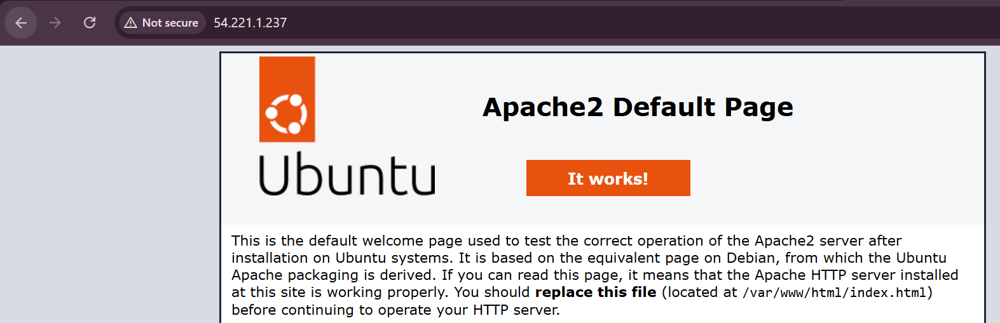 Not secure 54.221.1.237
Apache2 Default Page
Ubuntu
It works!
This is the default welcome page used to test the correct operation of the Apache2 server after
installation on Ubuntu systems. It is based on the equivalent page on Debian, from which the Ubuntu
Apache packaging is derived. If you can read this page, it means that the Apache HTTP server installed
at this site is working properly. You should replace this file (located at /var/www/html/index.html)
before continuing to operate your HTTP server.